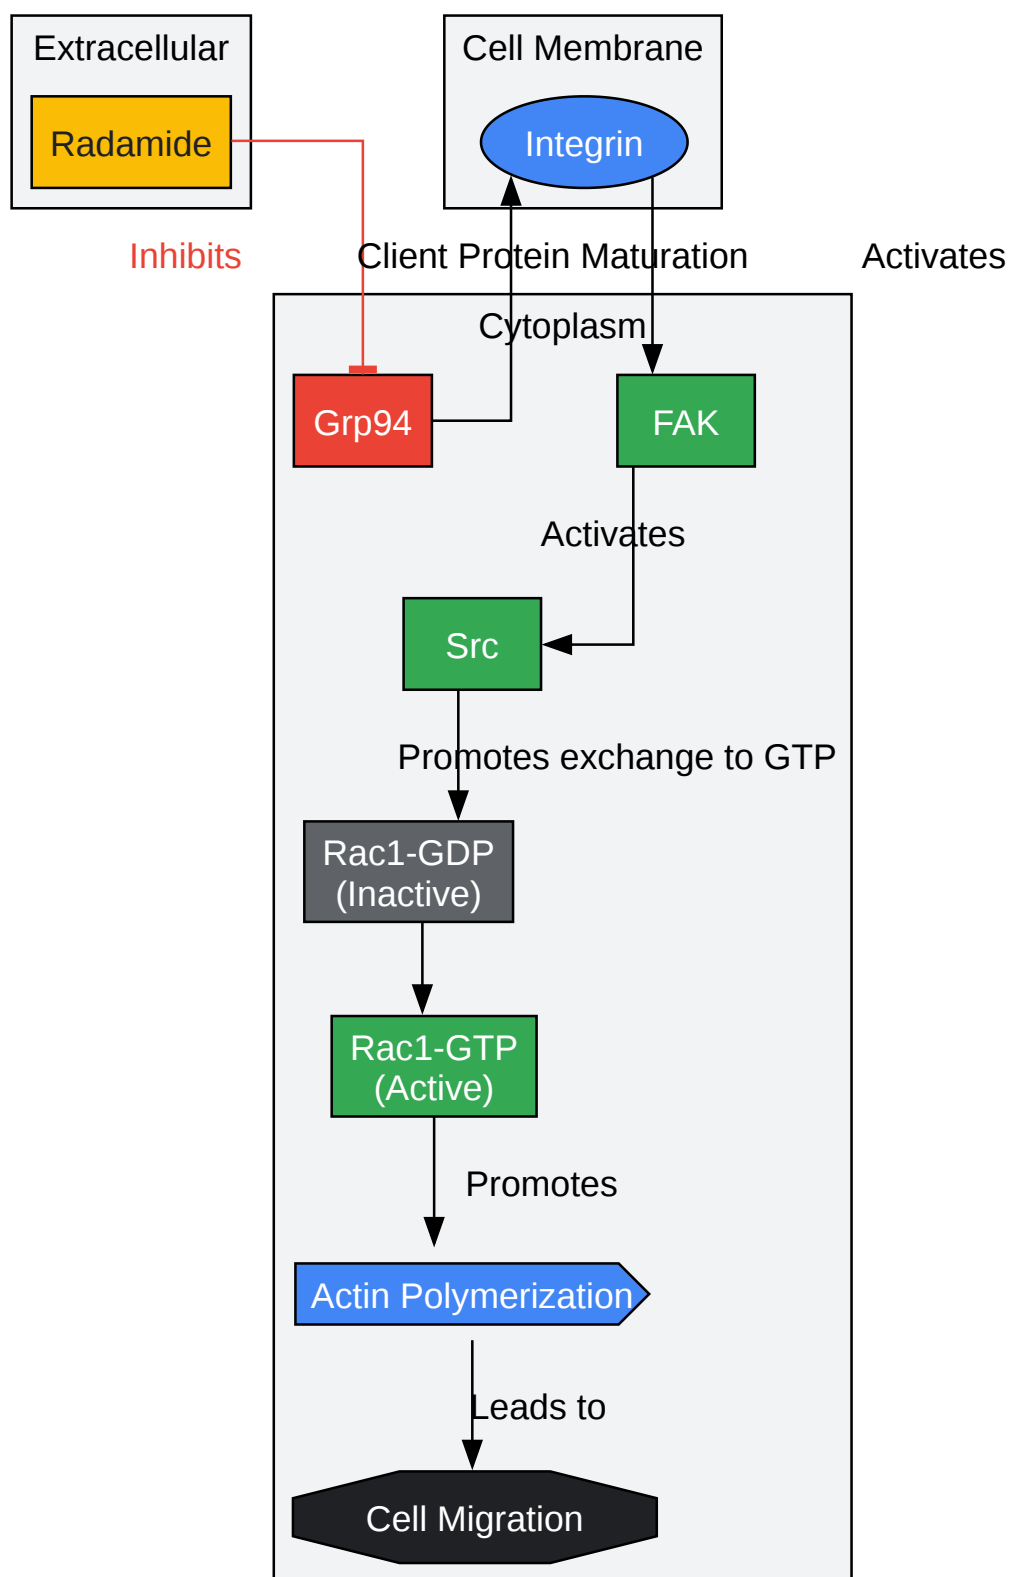 Extracellular
Cell Membrane
Radamide
Integrin
Inhibits
Client Protein Maturation
Activates
Cytoplasm
Grp94
FAK
Activates
Src
Promotes exchange to GTP
Rac1-GDP
(Inactive)
Rac1-GTP
(Active)
Promotes
Actin Polymerization
Leads to
Cell Migration